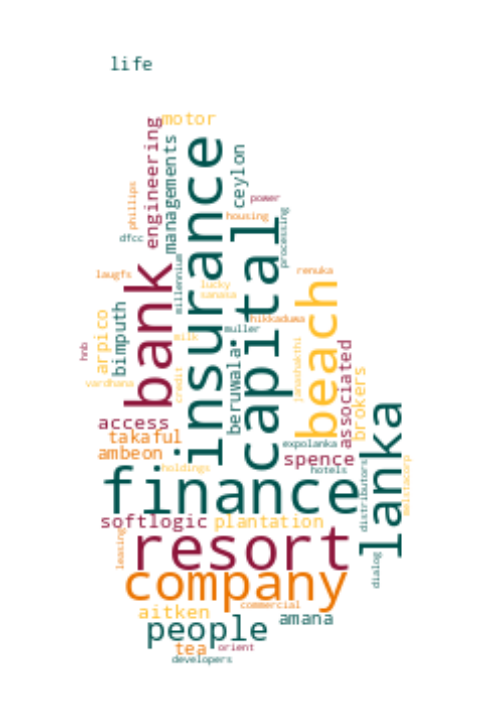 life
motor
engineering
managements
insurance
ceylon
phillips
power
housing
capital
processing
dfcc
millennium
bank
laugfs
renuka
lucky
sanasa
beach
bimputh
arpico
hikkaduwa
muller
milk
hnb
janashakthi
associated
beruwala
vardhana
credit
brokers
lanka
access
takaful
expolanka
ambeon
spence
holdings
hotels
distributors
melstacorp
finance
softlogic
plantation
resort
leasing
dialog
company
commercial
aitken
amana
people
tea
orient
developers